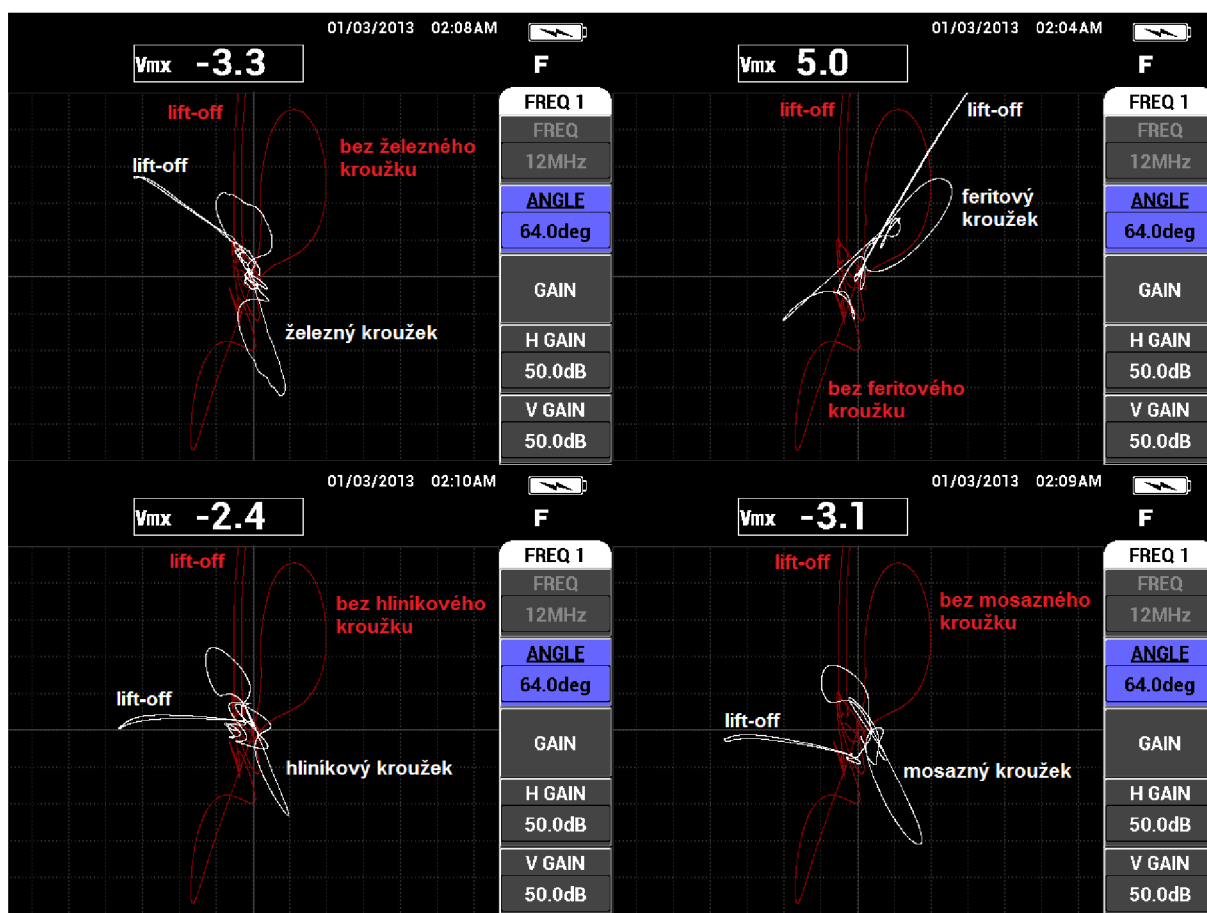 01/03/2013 02:08AM
Vmx -3.3
F
lift-off
bez železného
kroužku
lift-off
železný kroužek
FREQ 1
FREQ
12MHz
ANGLE
64.0deg
GAIN
H GAIN
50.0dB
V GAIN
50.0dB
01/03/2013 02:04AM
Vmx 5.0
F
lift-off
lift-off
feritový
kroužek
bez feritového
kroužku
FREQ 1
FREQ
12MHz
ANGLE
64.0deg
GAIN
H GAIN
50.0dB
V GAIN
50.0dB
01/03/2013 02:10AM
Vmx -2.4
F
lift-off
bez hliníkového
kroužku
lift-off
hliníkový kroužek
FREQ 1
FREQ
12MHz
ANGLE
64.0deg
GAIN
H GAIN
50.0dB
V GAIN
50.0dB
01/03/2013 02:09AM
Vmx -3.1
F
lift-off
bez mosazného
kroužku
lift-off
mosazný kroužek
FREQ 1
FREQ
12MHz
ANGLE
64.0deg
GAIN
H GAIN
50.0dB
V GAIN
50.0dB